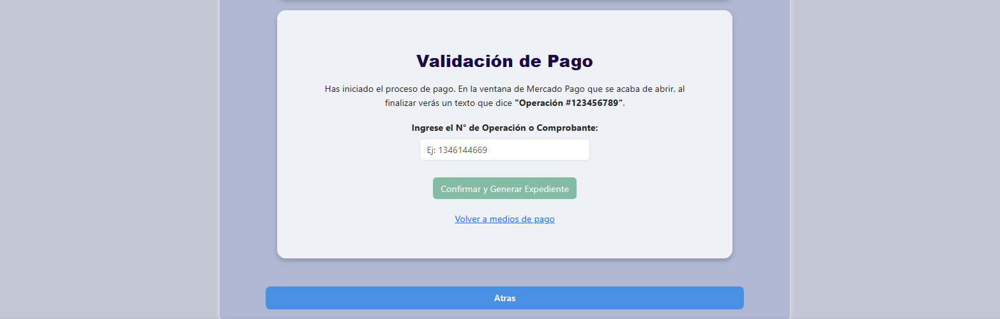 Validación de Pago
Has iniciado el proceso de pago. En la ventana de Mercado Pago que se acaba de abrir, al
finalizar verás un texto que dice "Operación #123456789".
Ingrese el N° de Operación o Comprobante:
Ej: 1346144669
Confirmar y Generar Expediente
Volver a medios de pago
Atras